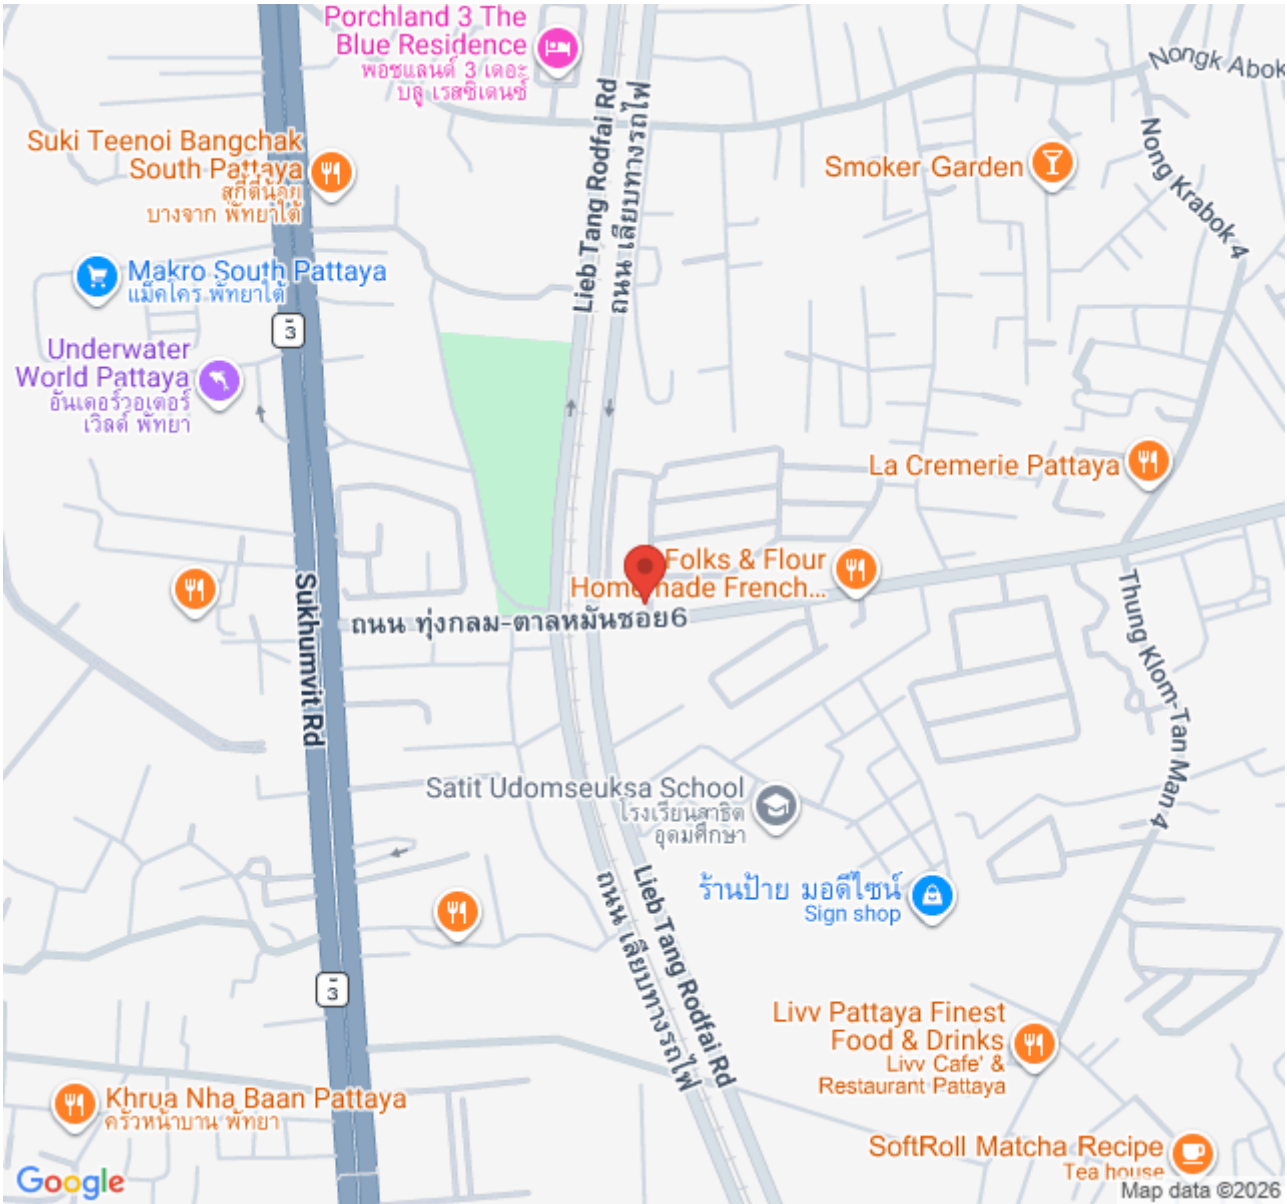 Porchland 3 The
Blue Residence
พอชแลนด์ 3 เดอะ
บลู เรสซิเดนซ์
Nongk Abok
Suki Teenoi Bangchak
South Pattaya
สุกี้ตี๋น้อย
บางจาก พัทยาใต้
Lieb Tang Rodfai Rd
ถนน เลียบทางรถไฟ
Smoker Garden
Nong Krabok 4
Makro South Pattaya
แม็คโคร พัทยาใต้
3
Underwater
World Pattaya
อันเดอร์วอเตอร์
เวิลด์ พัทยา
La Cremerie Pattaya
Folks & Flour
Homemade French...
ถนน ทุ่งกลม-ตาลหมันซอย6
Sukhumvit Rd
Thung Klom-Tan Man 4
Satit Udomseuksa School
โรงเรียนสาธิต
อุดมศึกษา
ร้านป้าย มอดีไซน์
Sign shop
Lieb Tang Rodfai Rd
ถนน เลียบทางรถไฟ
3
Livv Pattaya Finest
Food & Drinks
Livv Cafe' &
Restaurant Pattaya
Khrua Nha Baan Pattaya
ครัวหน้าบาน พัทยา
SoftRoll Matcha Recipe
Tea house
Google
Map data ©2026